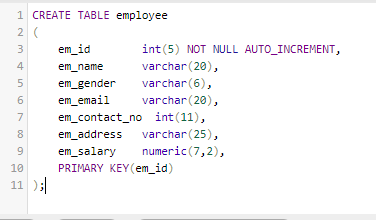 1 CREATE TABLE employee
2 (
3 em_id int(5) NOT NULL AUTO_INCREMENT,
4 em_name varchar(20),
5 em_gender varchar(6),
6 em_email varchar(20),
7 em_contact_no int(11),
8 em_address varchar(25),
9 em_salary numeric(7,2),
10 PRIMARY KEY(em_id)
11 );